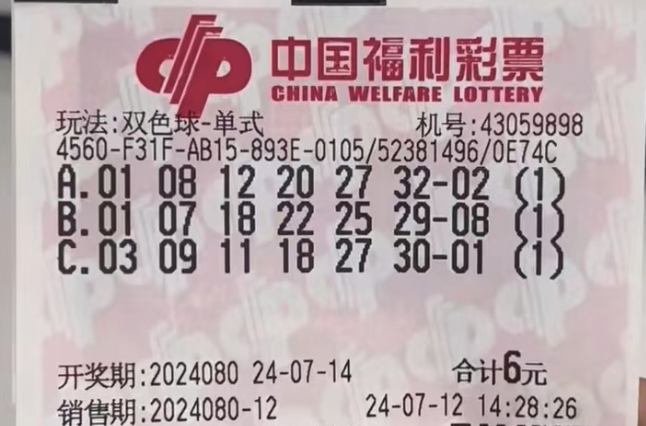 中国福利彩票
CHINA WELFARE LOTTERY
玩法:双色球-单式 机号:43059898
4560-F31F-AB15-893E-0105/52381496/0E74C
A.01 08 12 20 27 32-02 (1)
B.01 07 18 22 25 29-08 (1)
C.03 09 11 18 27 30-01 (1)
开奖期:2024080 24-07-14 合计6元
销售期:2024080-12 24-07-12 14:28:26